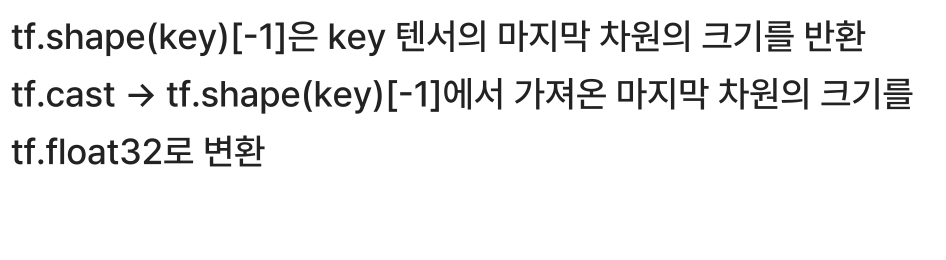 tf.shape(key)[-1]은 key 텐서의 마지막 차원의 크기를 반환
tf.cast → tf.shape(key)[-1]에서 가져온 마지막 차원의 크기를
tf.float32로 변환